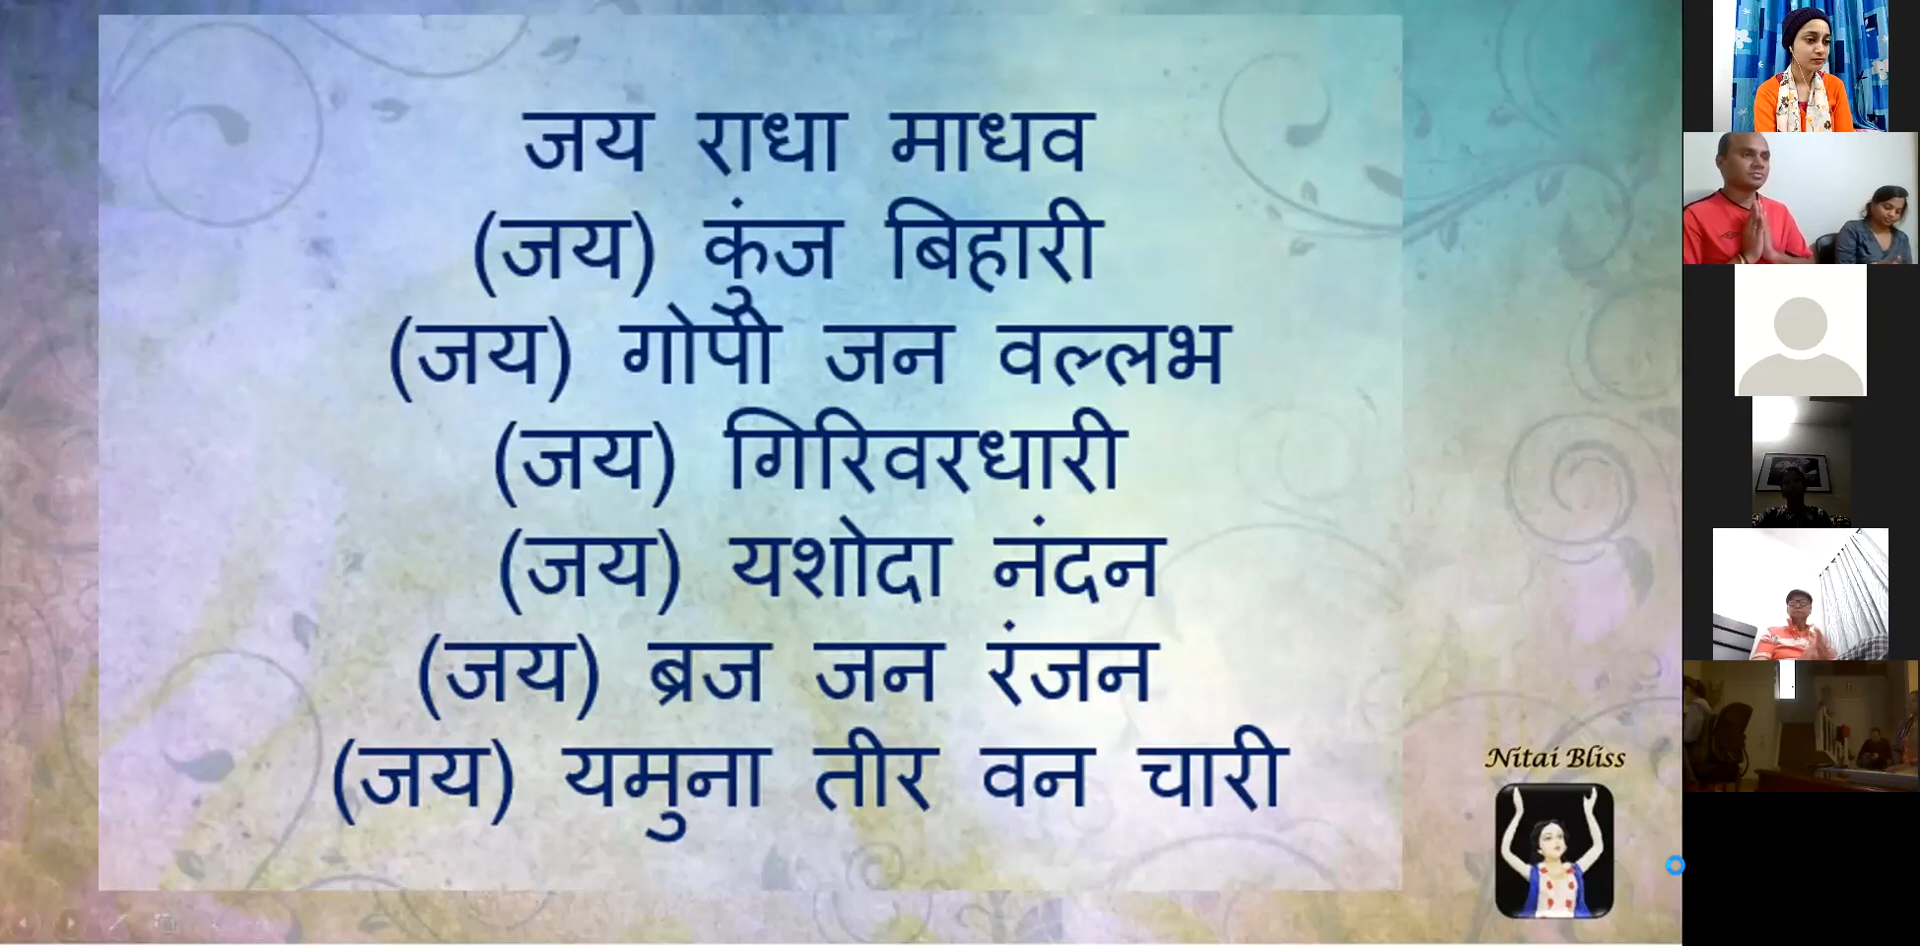 जय राधा माधव
(जय) कुंज बिहारी
(जय) गोपी जन वल्लभ
(जय) गिरिवरधारी
(जय) यशोदा नंदन
(जय) ब्रज जन रंजन
(जय) यमुना तीर वन चारी
Nitai Bliss